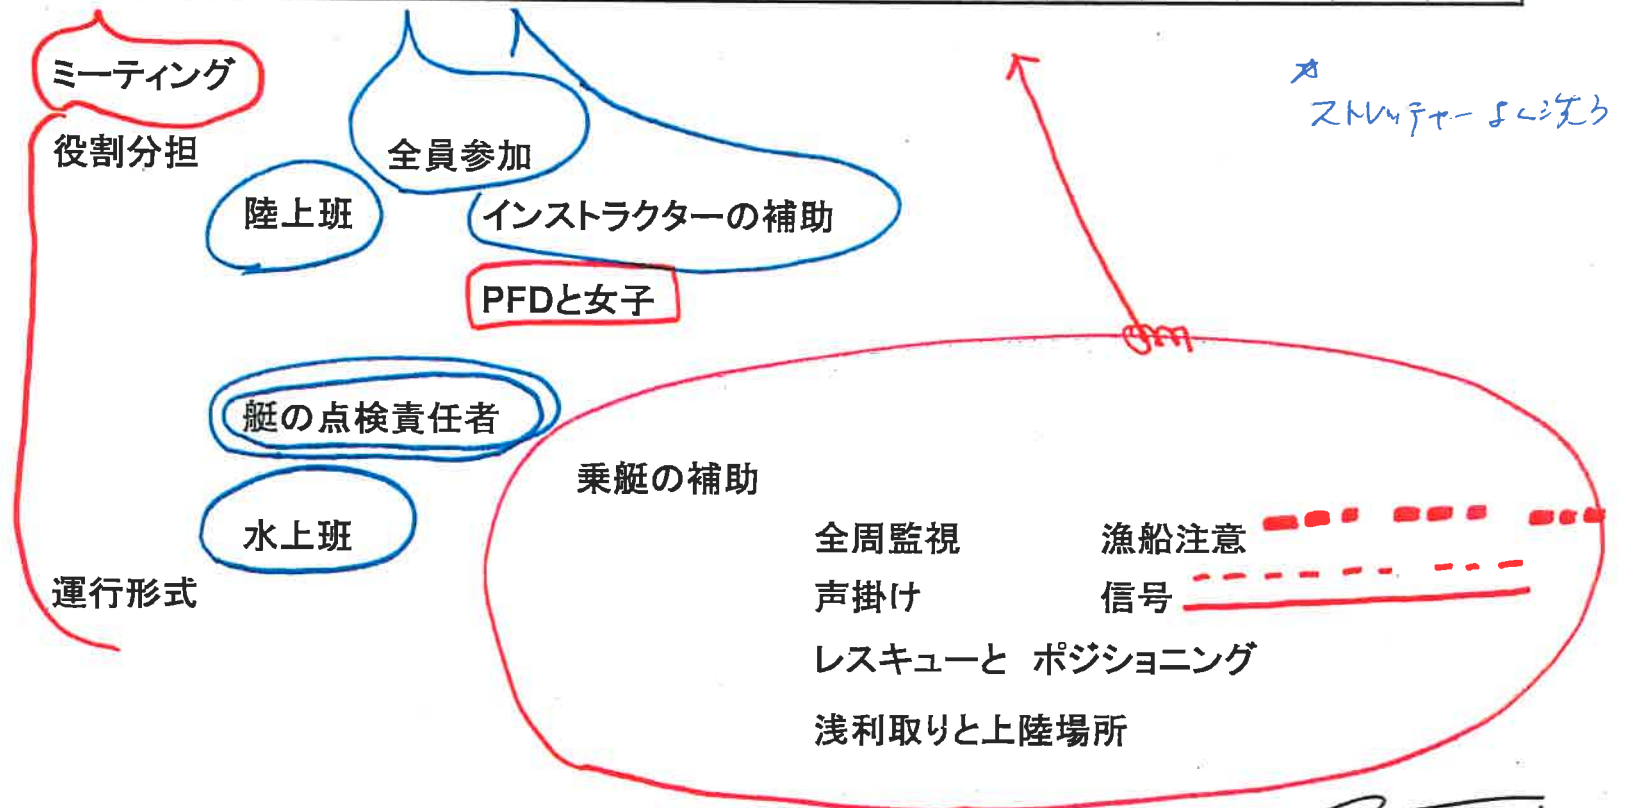 ミーティング
役割分担
全員参加
陸上班
インストラクターの補助
PFDと女子
艇の点検責任者
乗艇の補助
水上班
全周監視 漁船注意
運行形式
声掛け 信号
レスキューと ポジショニング
浅利取りと上陸場所
ストレッチャーよく洗う